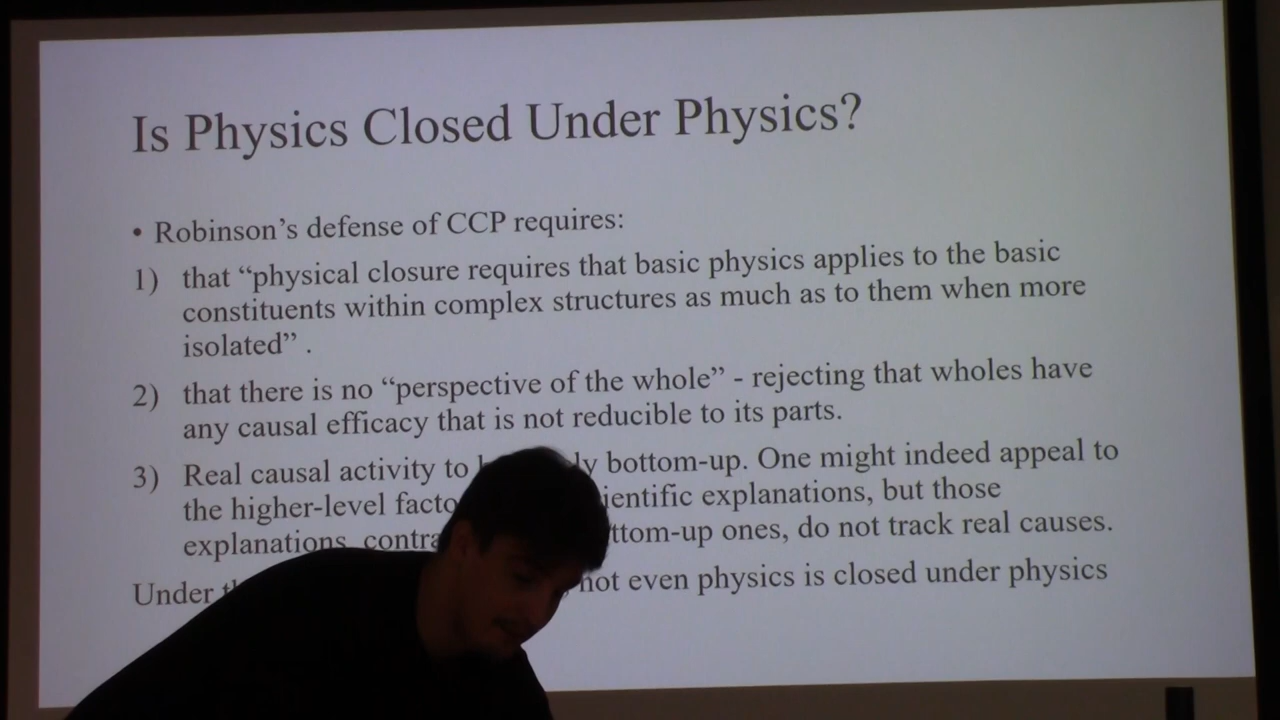 Is Physics Closed Under Physics?
• Robinson's defense of CCP requires:
1) that “physical closure requires that basic physics applies to the basic
constituents within complex structures as much as to them when more
isolated” .
2) that there is no “perspective of the whole” - rejecting that wholes have
any causal efficacy that is not reducible to its parts.
3) Real causal activity to bottom-up. One might indeed appeal to
the higher-level explanations, but those
explanations, ones, do not track real causes.
Under not even physics is closed under physics